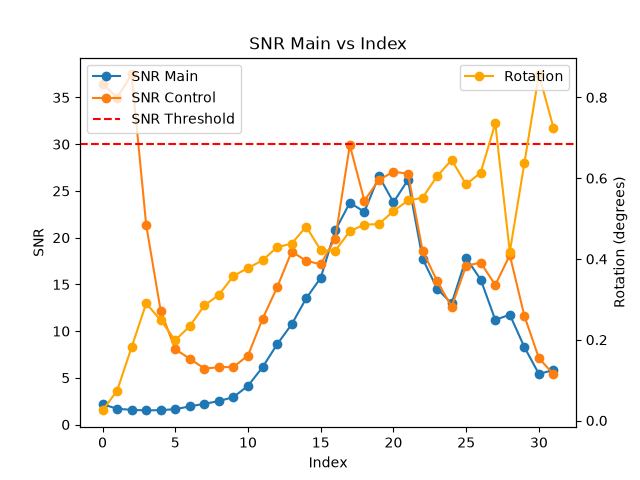 SNR Main vs Index
SNR Main
SNR Control
SNR Threshold
Rotation
SNR
0
5
10
15
20
25
30
35
Rotation (degrees)
0.0
0.2
0.4
0.6
0.8
0
5
10
15
20
25
30
Index